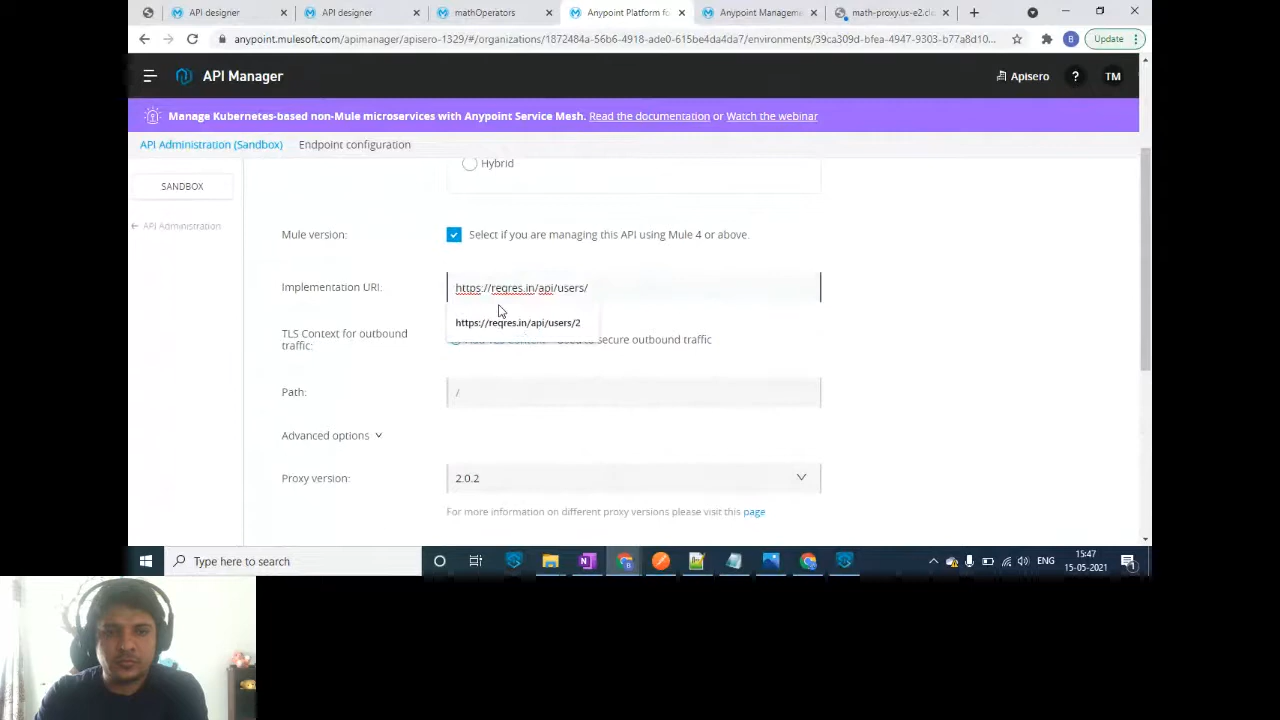 API designer
API designer
mathOperators
Anypoint Platform fo
Anypoint Managema
math-proxy.us-e2.cl
anypoint.mulesoft.com/apimanager/apisero-1329/#/organizations/1872484a-56b6-4918-ade0-615be4da4da7/environments/39ca309d-bfea-4947-9303-b77a8d10...
B
Update
API Manager
Apisero
?
TM
Manage Kubernetes-based non-Mule microservices with Anypoint Service Mesh. Read the documentation or Watch the webinar
API Administration (Sandbox)
Endpoint configuration
SANDBOX
Hybrid
API Administration
Mule version:
Select if you are managing this API using Mule 4 or above.
Implementation URI:
https://reqres.in/api/users/
https://reqres.in/api/users/2
TLS Context for outbound
traffic:
secure outbound traffic
Path:
/
Advanced options
Proxy version:
2.0.2
For more information on different proxy versions please visit this page
Type here to search
ENG
15:47
15-05-2021
1